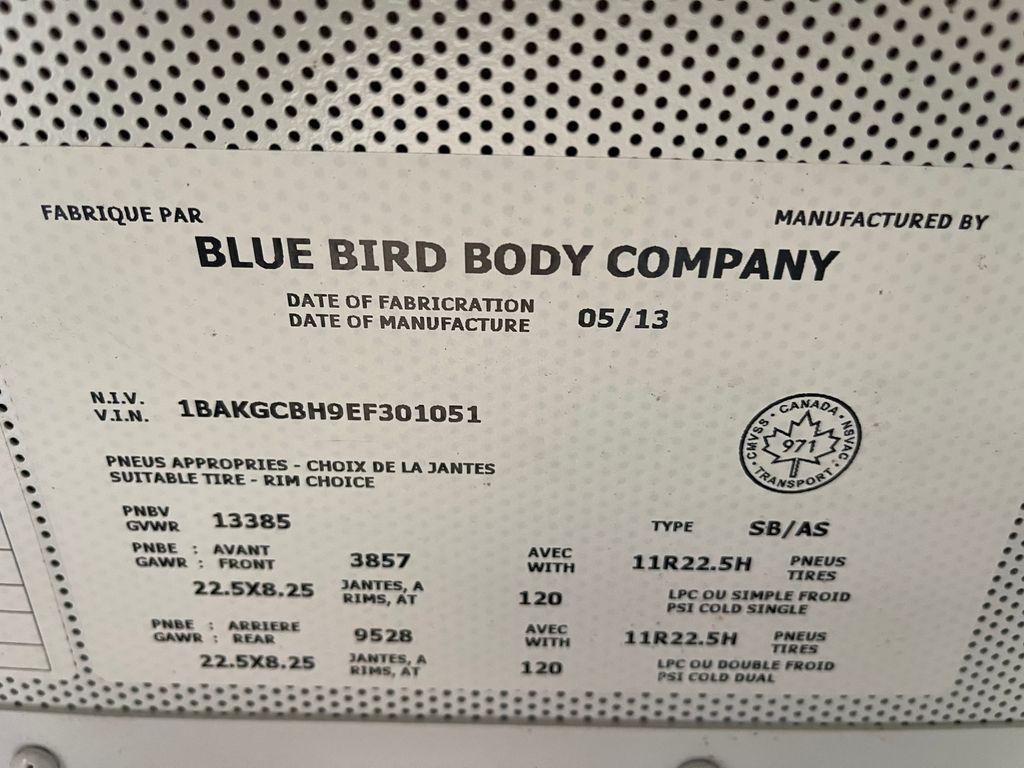 FABRIQUE PAR
MANUFACTURED BY
BLUE BIRD BODY COMPANY
DATE OF FABRICRATION
DATE OF MANUFACTURE
05/13
N.I.V.
V.I.N.
1BAKGCBH9EF301051
CANADA · NSVAC · TRANSPORT · CMVSS ·
971
PNEUS APPROPRIES - CHOIX DE LA JANTES
SUITABLE TIRE - RIM CHOICE
PNBV
GVWR
13385
TYPE
SB/AS
PNBE : AVANT
GAWR : FRONT
3857
AVEC
WITH
11R22.5H
PNEUS
TIRES
22.5X8.25
JANTES, A
RIMS, AT
120
LPC OU SIMPLE FROID
PSI COLD SINGLE
PNBE : ARRIERE
GAWR : REAR
9528
AVEC
WITH
11R22.5H
PNEUS
TIRES
22.5X8.25
JANTES, A
RIMS, AT
120
LPC OU DOUBLE FROID
PSI COLD DUAL